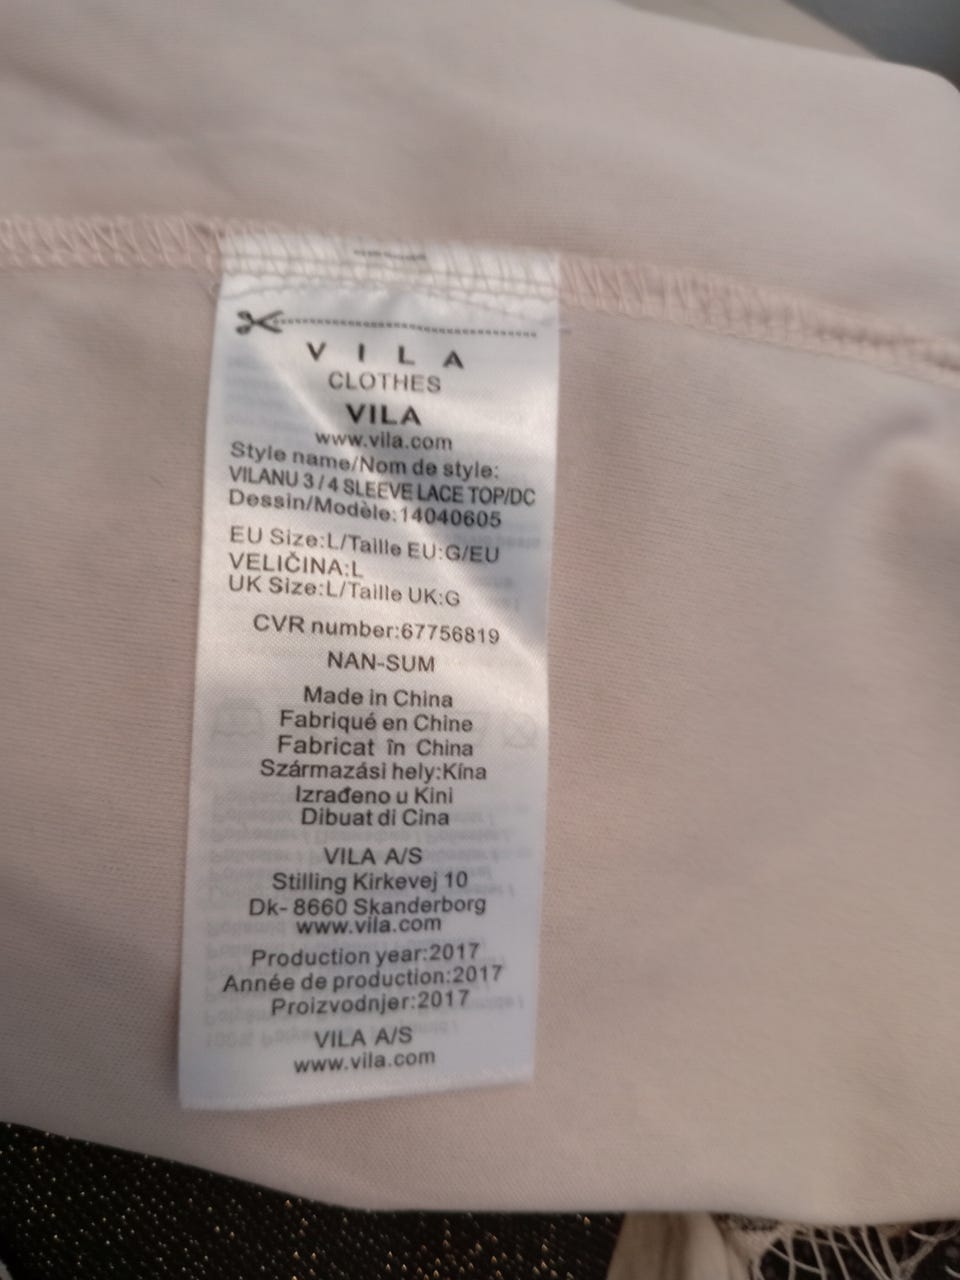 V I L A
CLOTHES
VILA
www.vila.com
Style name/Nom de style:
VILANU 3/4 SLEEVE LACE TOP/DC
Dessin/Modèle:14040605
EU Size:L/Taille EU:G/EU
VELIČINA:L
UK Size:L/Taille UK:G
CVR number:67756819
NAN-SUM
Made in China
Fabriqué en Chine
Fabricat în China
Származási hely:Kína
Izrađeno u Kini
Dibuat di Cina
VILA A/S
Stilling Kirkevej 10
Dk- 8660 Skanderborg
www.vila.com
Production year:2017
Année de production:2017
Proizvodnjer:2017
VILA A/S
www.vila.com